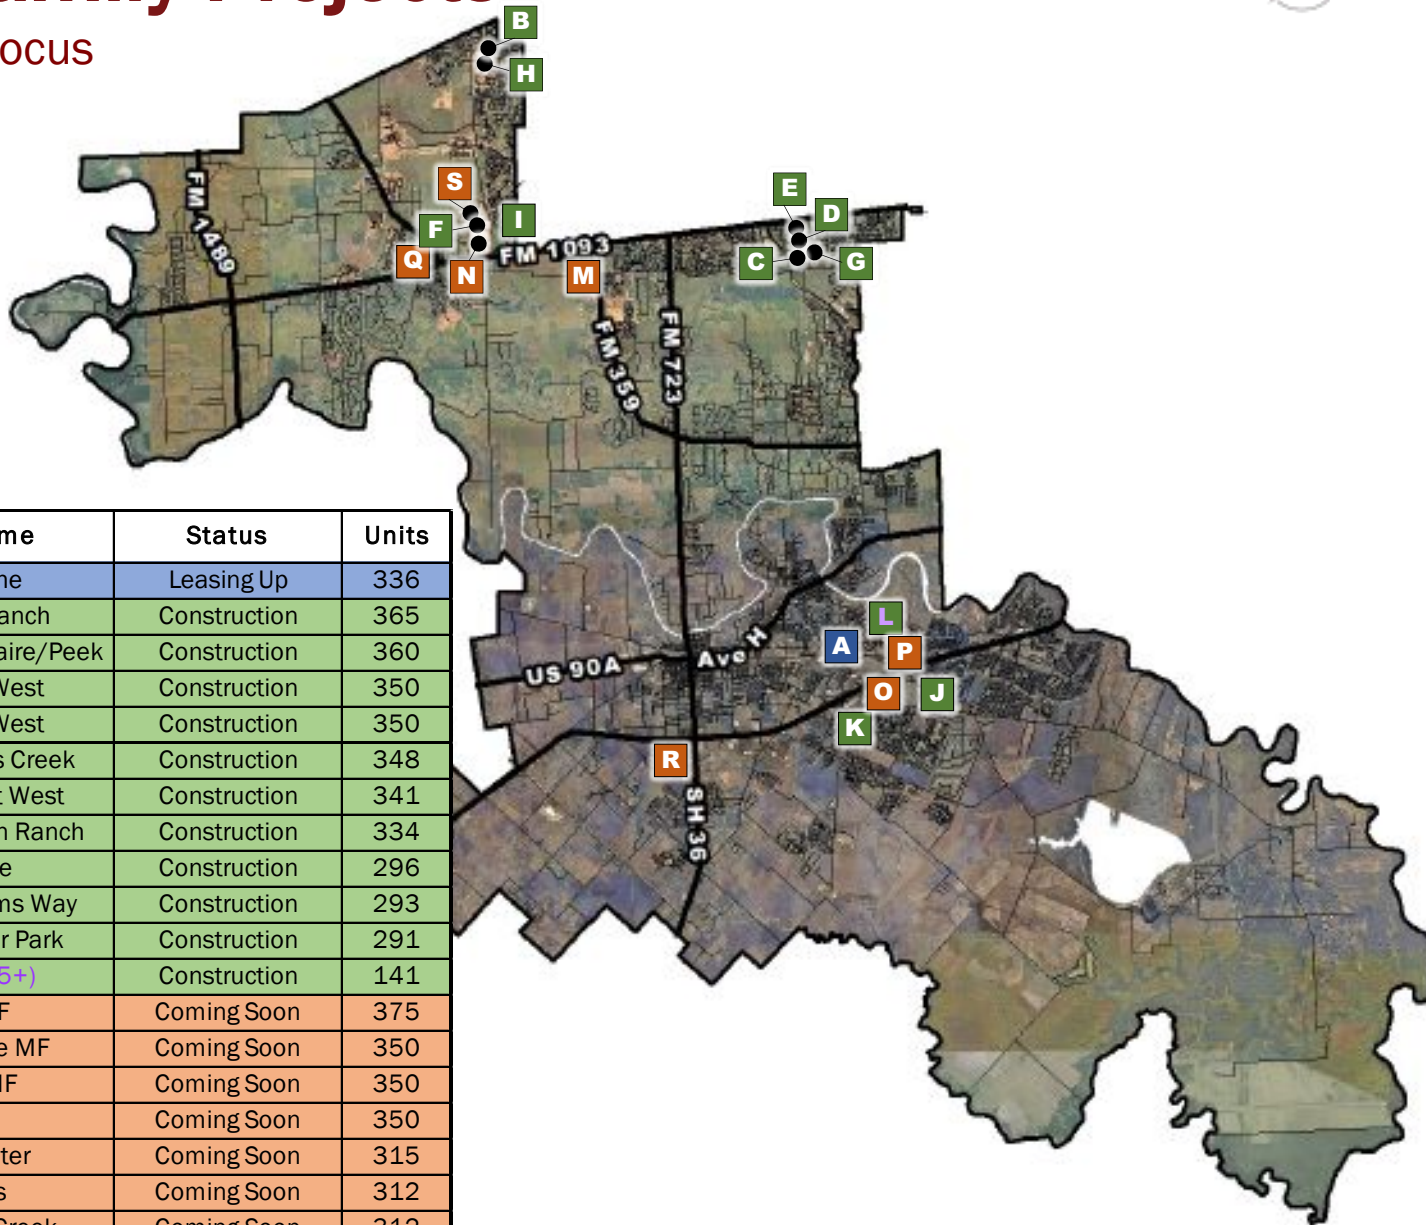 ocus
B
H
S
E
D
I
F
FM 1093
Q
N
M
C
G
FM 1489
FM 359
FM 723
me Status Units
ne Leasing Up 336
anch Construction 365
aire/Peek Construction 360
West Construction 350
West Construction 350
s Creek Construction 348
t West Construction 341
n Ranch Construction 334
e Construction 296
ms Way Construction 293
r Park Construction 291
5+) Construction 141
F Coming Soon 375
e MF Coming Soon 350
MF Coming Soon 350
Coming Soon 350
ter Coming Soon 315
s Coming Soon 312
L
A
P
Ave H
US 90A
O
J
K
R
SH 36